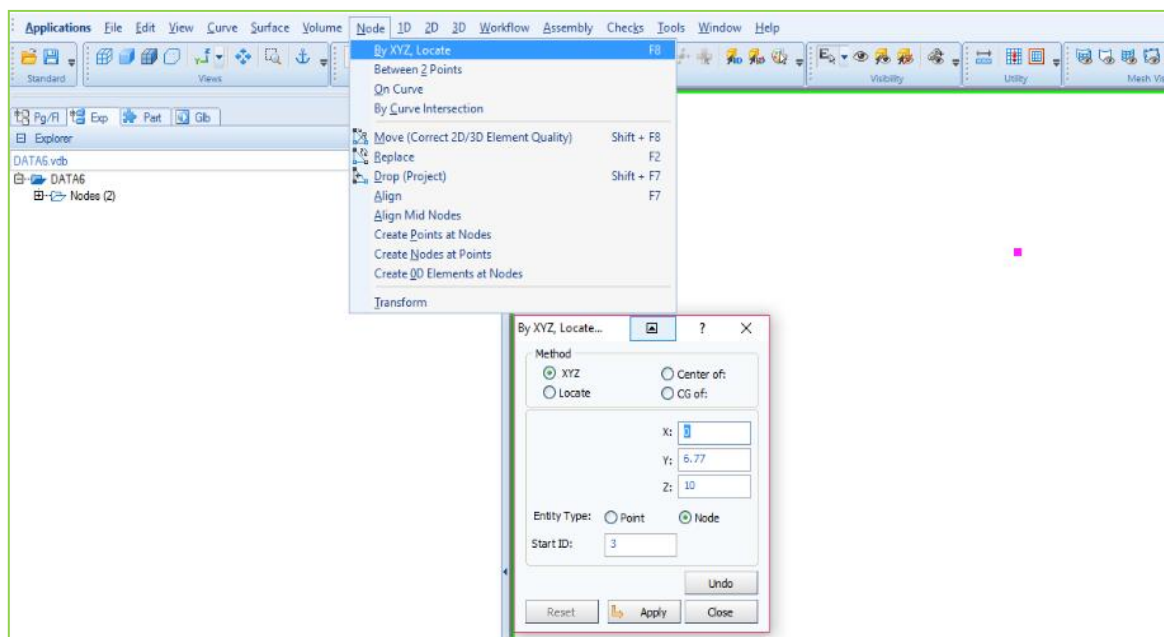 Applications File Edit View Curve Surface Volume Node 1D 2D 3D Workflow Assembly Checks Tools Window Help
By XYZ, Locate F8
Between 2 Points
On Curve
By Curve Intersection
Move (Correct 2D/3D Element Quality) Shift + F8
Replace F2
Drop (Project) Shift + F7
Align F7
Align Mid Nodes
Create Points at Nodes
Create Nodes at Points
Create 0D Elements at Nodes
Transform
Standard Views Visibility Utility Mesh Vis
Pg/Fl Exp Part Glb
Explorer
DATA6.vdb
DATA6
Nodes (2)
By XYZ, Locate... ?
Method
XYZ Center of:
Locate CG of:
X: 0
Y: 6.77
Z: 10
Entity Type: Point Node
Start ID: 3
Undo
Reset Apply Close